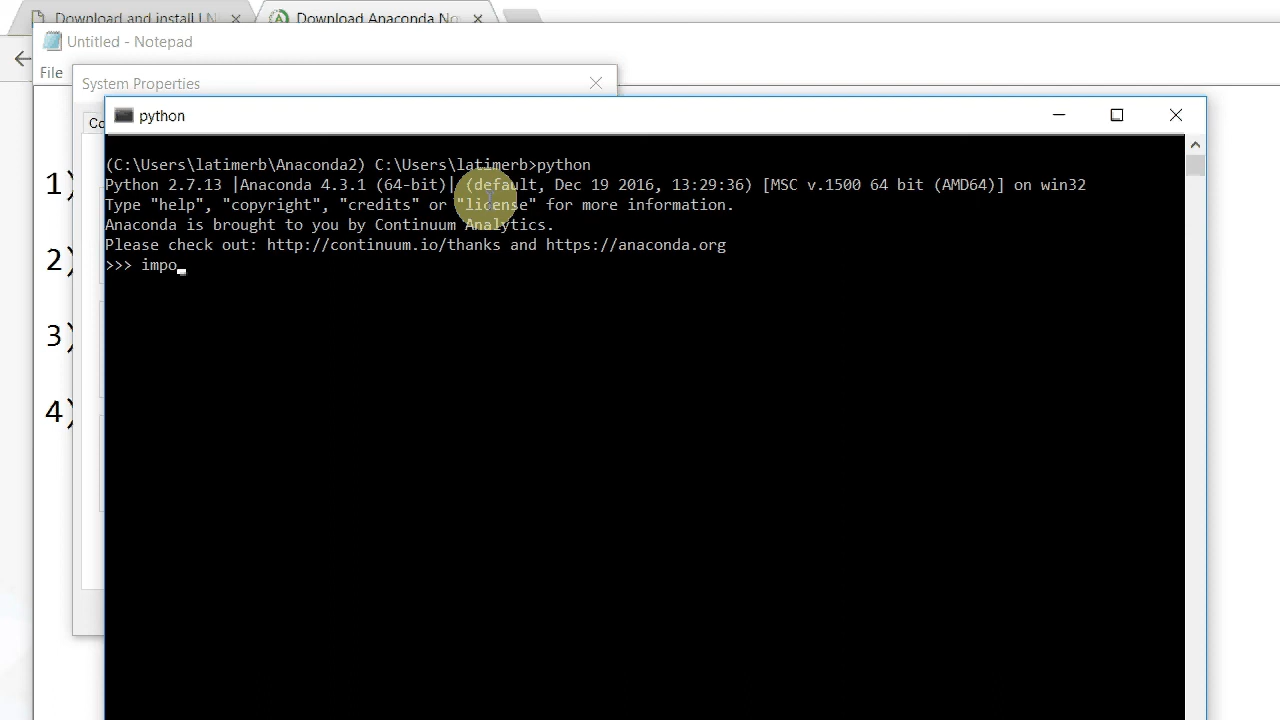 Download and install
Download Anaconda
Untitled - Notepad
File
System Properties
python
1)
2)
3)
4)
(C:\Users\latimerb\Anaconda2) C:\Users\latimerb>python
Python 2.7.13 |Anaconda 4.3.1 (64-bit)| (default, Dec 19 2016, 13:29:36) [MSC v.1500 64 bit (AMD64)] on win32
Type "help", "copyright", "credits" or "license" for more information.
Anaconda is brought to you by Continuum Analytics.
Please check out: http://continuum.io/thanks and https://anaconda.org
>>> impo